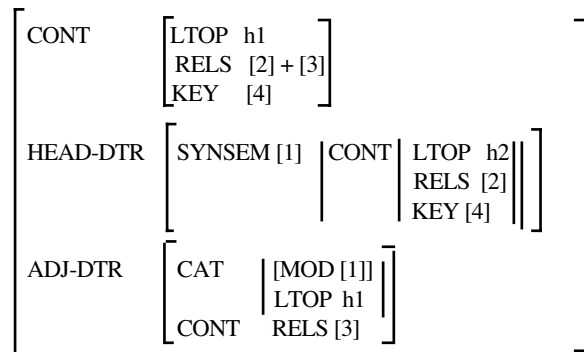 CONT LTOP h1
RELS [2] + [3]
KEY [4]
HEAD-DTR SYNSEM [1] CONT LTOP h2
RELS [2]
KEY [4]
ADJ-DTR CAT [MOD [1]]
LTOP h1
CONT RELS [3]